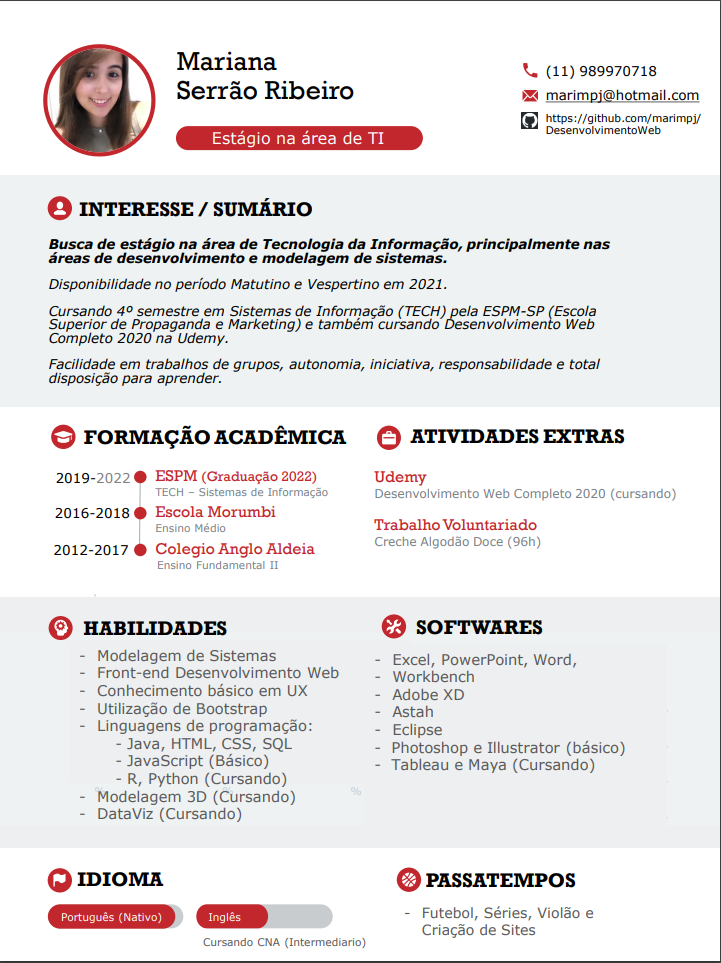 Mariana
Serrão Ribeiro
Estágio na área de TI
(11) 989970718
marimpj@hotmail.com
https://github.com/marimpj/
DesenvolvimentoWeb
INTERESSE / SUMÁRIO
Busca de estágio na área de Tecnologia da Informação, principalmente nas
áreas de desenvolvimento e modelagem de sistemas.
Disponibilidade no período Matutino e Vespertino em 2021.
Cursando 4º semestre em Sistemas de Informação (TECH) pela ESPM-SP (Escola
Superior de Propaganda e Marketing) e também cursando Desenvolvimento Web
Completo 2020 na Udemy.
Facilidade em trabalhos de grupos, autonomia, iniciativa, responsabilidade e total
disposição para aprender.
FORMAÇÃO ACADÊMICA
2019-2022 ESPM (Graduação 2022)
TECH – Sistemas de Informação
2016-2018 Escola Morumbi
Ensino Médio
2012-2017 Colegio Anglo Aldeia
Ensino Fundamental II
ATIVIDADES EXTRAS
Udemy
Desenvolvimento Web Completo 2020 (cursando)
Trabalho Voluntariado
Creche Algodão Doce (96h)
HABILIDADES
- Modelagem de Sistemas
- Front-end Desenvolvimento Web
- Conhecimento básico em UX
- Utilização de Bootstrap
- Linguagens de programação:
- Java, HTML, CSS, SQL
- JavaScript (Básico)
- R, Python (Cursando)
% % %
- Modelagem 3D (Cursando)
- DataViz (Cursando)
SOFTWARES
- Excel, PowerPoint, Word,
- Workbench
- Adobe XD
- Astah
- Eclipse
- Photoshop e Illustrator (básico)
- Tableau e Maya (Cursando)
IDIOMA
Português (Nativo)
Inglês
Cursando CNA (Intermediario)
PASSATEMPOS
- Futebol, Séries, Violão e
Criação de Sites